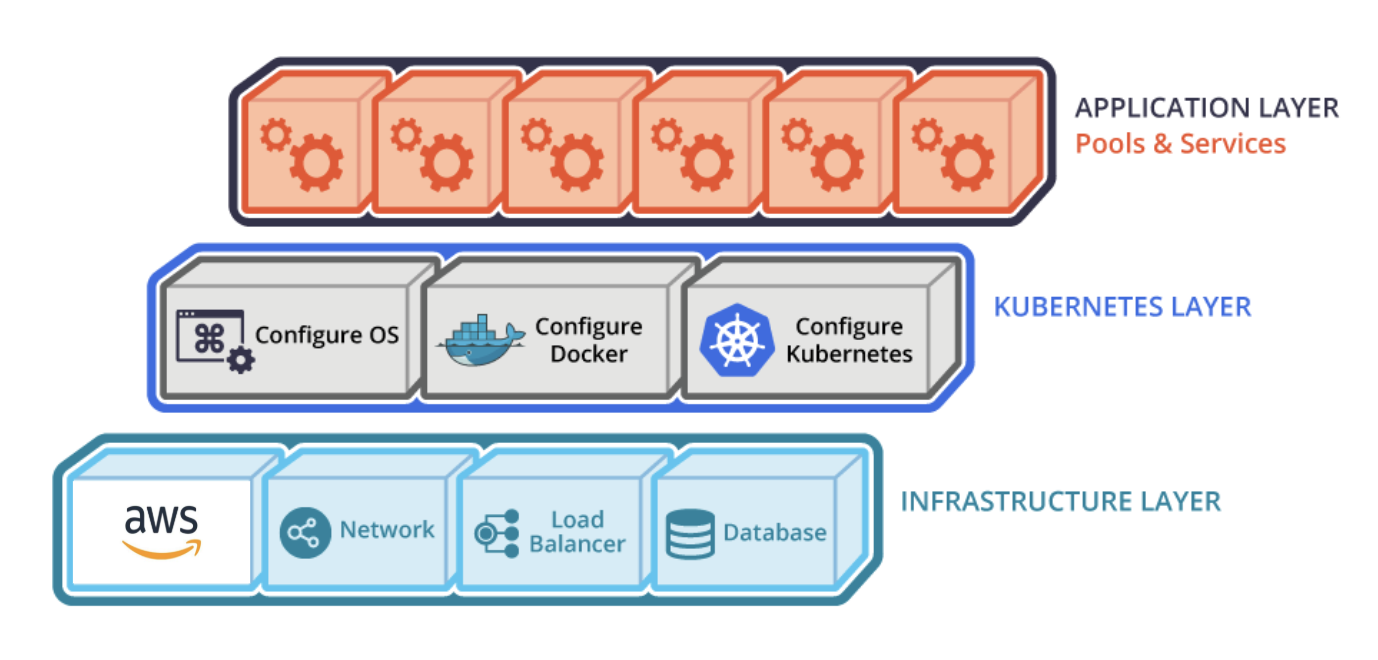 APPLICATION LAYER
Pools & Services
Configure OS
Configure
Docker
Configure
Kubernetes
KUBERNETES LAYER
aws
Network
Load
Balancer
Database
INFRASTRUCTURE LAYER